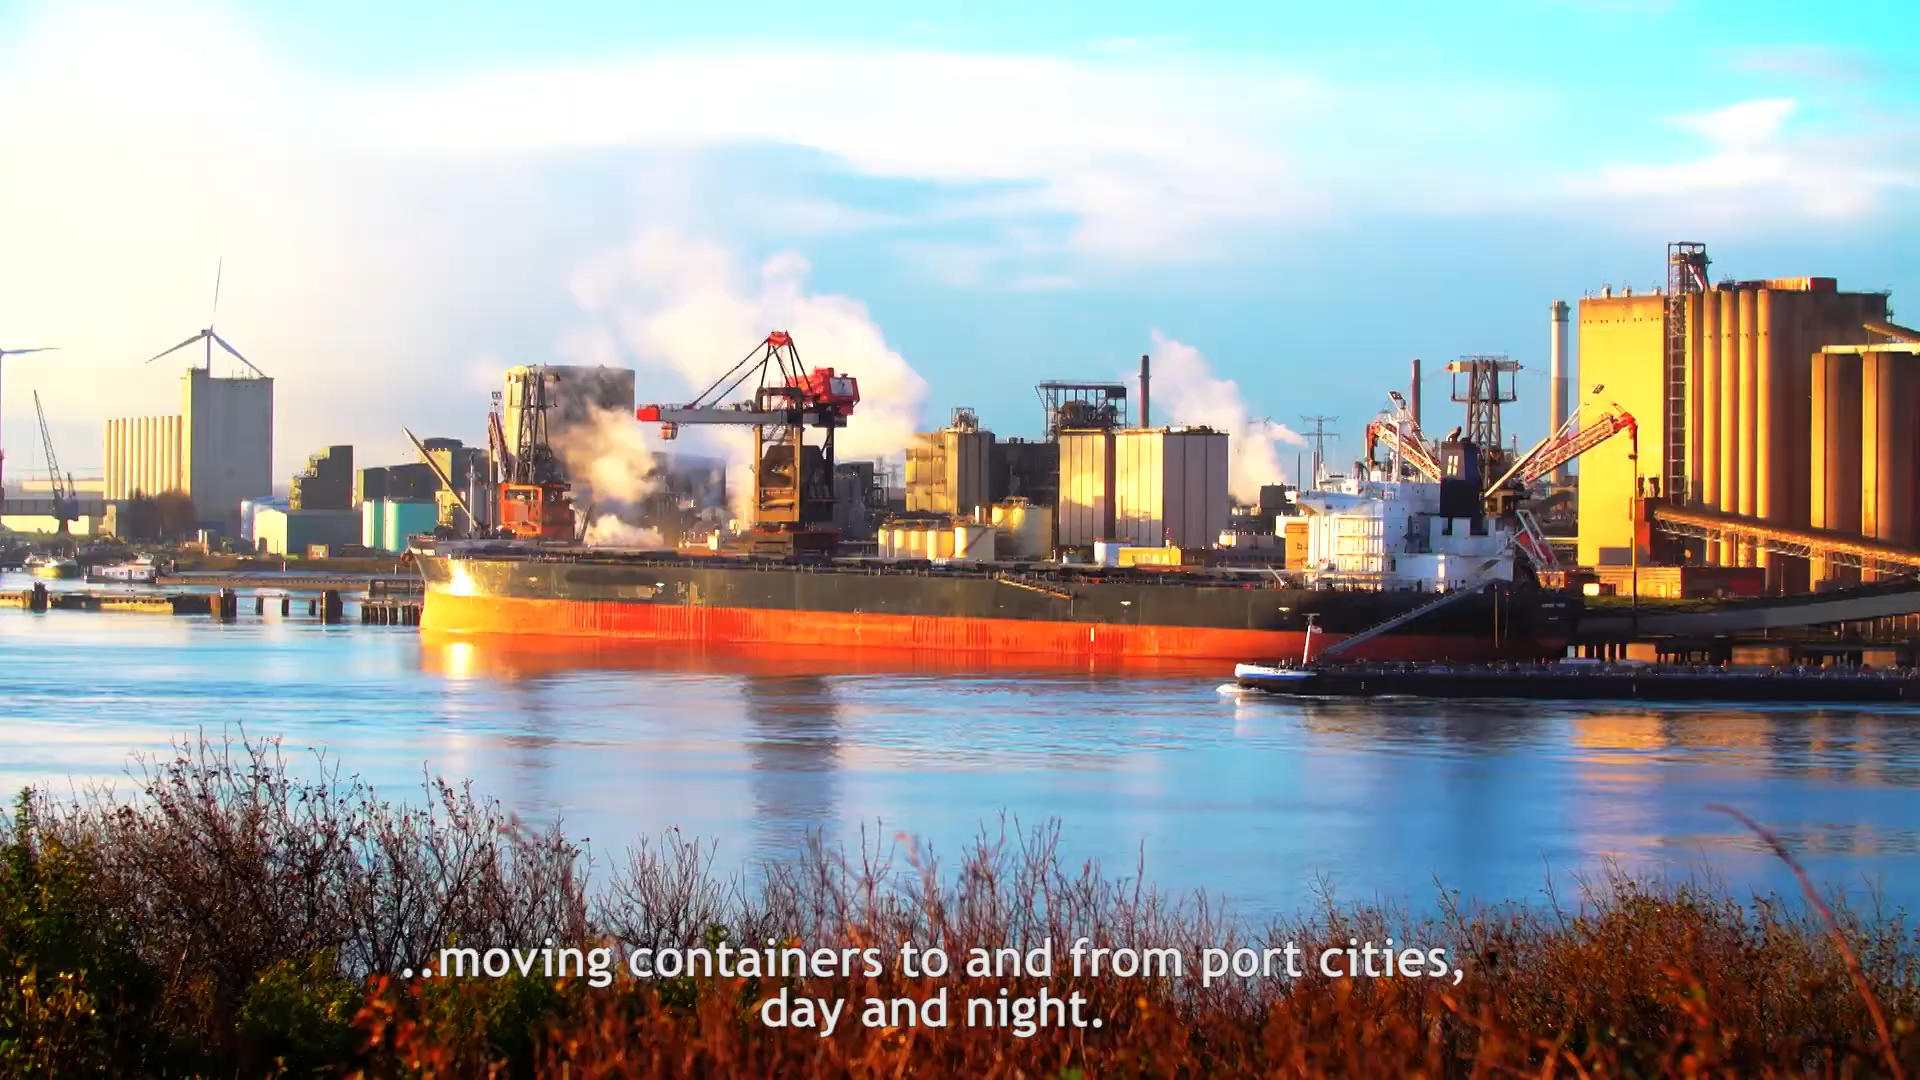 ..moving containers to and from port cities,
day and night.